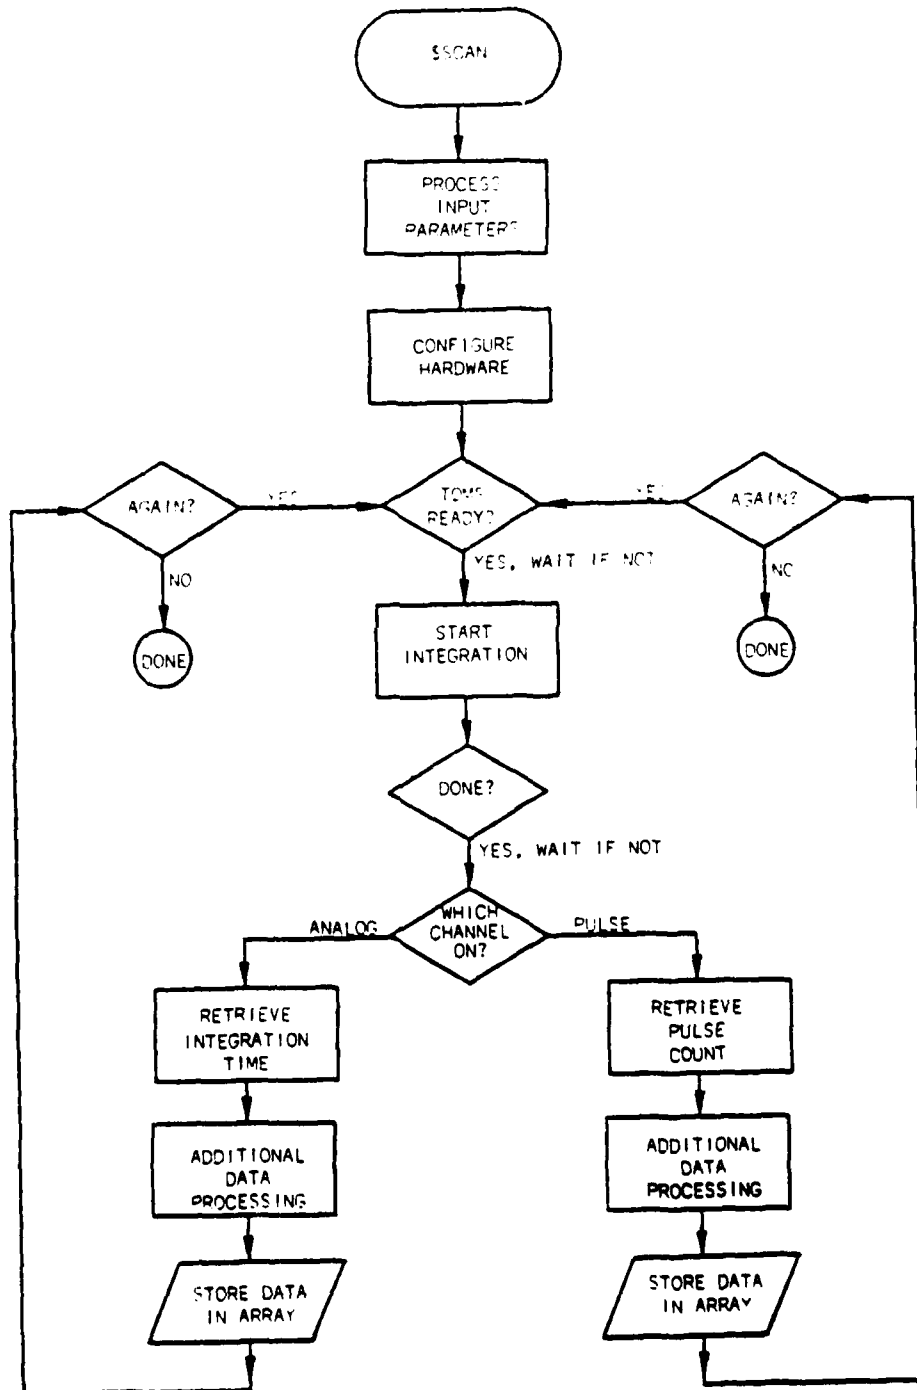 $SCAN
PROCESS
INPUT
PARAMETERS
CONFIGURE
HARDWARE
AGAIN?
YES
TQMS
READY?
YES
AGAIN?
YES, WAIT IF NOT
NO
NO
START
INTEGRATION
DONE
DONE
DONE?
YES, WAIT IF NOT
ANALOG
WHICH
CHANNEL
ON?
PULSE
RETRIEVE
INTEGRATION
TIME
RETRIEVE
PULSE
COUNT
ADDITIONAL
DATA
PROCESSING
ADDITIONAL
DATA
PROCESSING
STORE DATA
IN ARRAY
STORE DATA
IN ARRAY